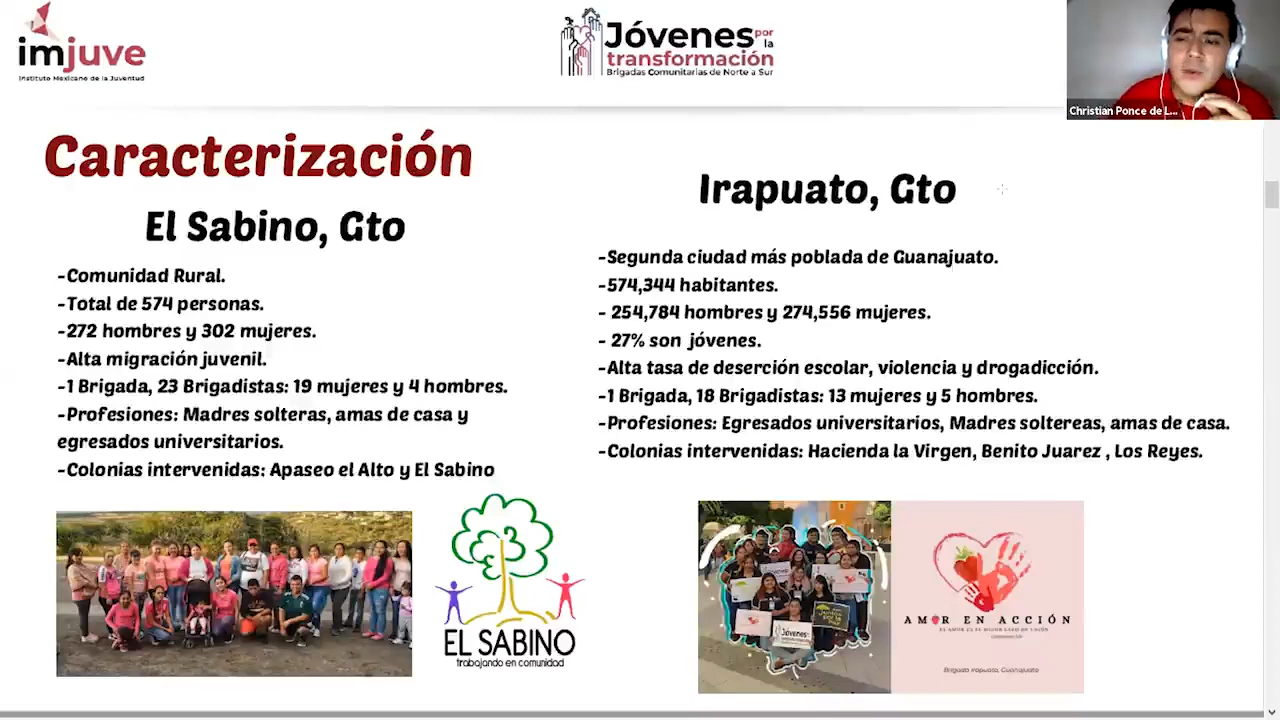 imjuve
Instituto Mexicano de la Juventud
Jóvenes por la
transformación
Brigadas Comunitarias de Norte a Sur
Christian Ponce de L...
Caracterización
El Sabino, Gto
-Comunidad Rural.
-Total de 574 personas.
-272 hombres y 302 mujeres.
-Alta migración juvenil.
-1 Brigada, 23 Brigadistas: 19 mujeres y 4 hombres.
-Profesiones: Madres solteras, amas de casa y
egresados universitarios.
-Colonias intervenidas: Apaseo el Alto y El Sabino
EL SABINO
trabajando en comunidad
Irapuato, Gto
-Segunda ciudad más poblada de Guanajuato.
-574,344 habitantes.
- 254,784 hombres y 274,556 mujeres.
- 27% son jóvenes.
-Alta tasa de deserción escolar, violencia y drogadicción.
-1 Brigada, 18 Brigadistas: 13 mujeres y 5 hombres.
-Profesiones: Egresados universitarios, Madres soltereas, amas de casa.
-Colonias intervenidas: Hacienda la Virgen, Benito Juarez , Los Reyes.
Jóvenes
AMOR EN ACCIÓN
Brigada Irapuato, Guanajuato